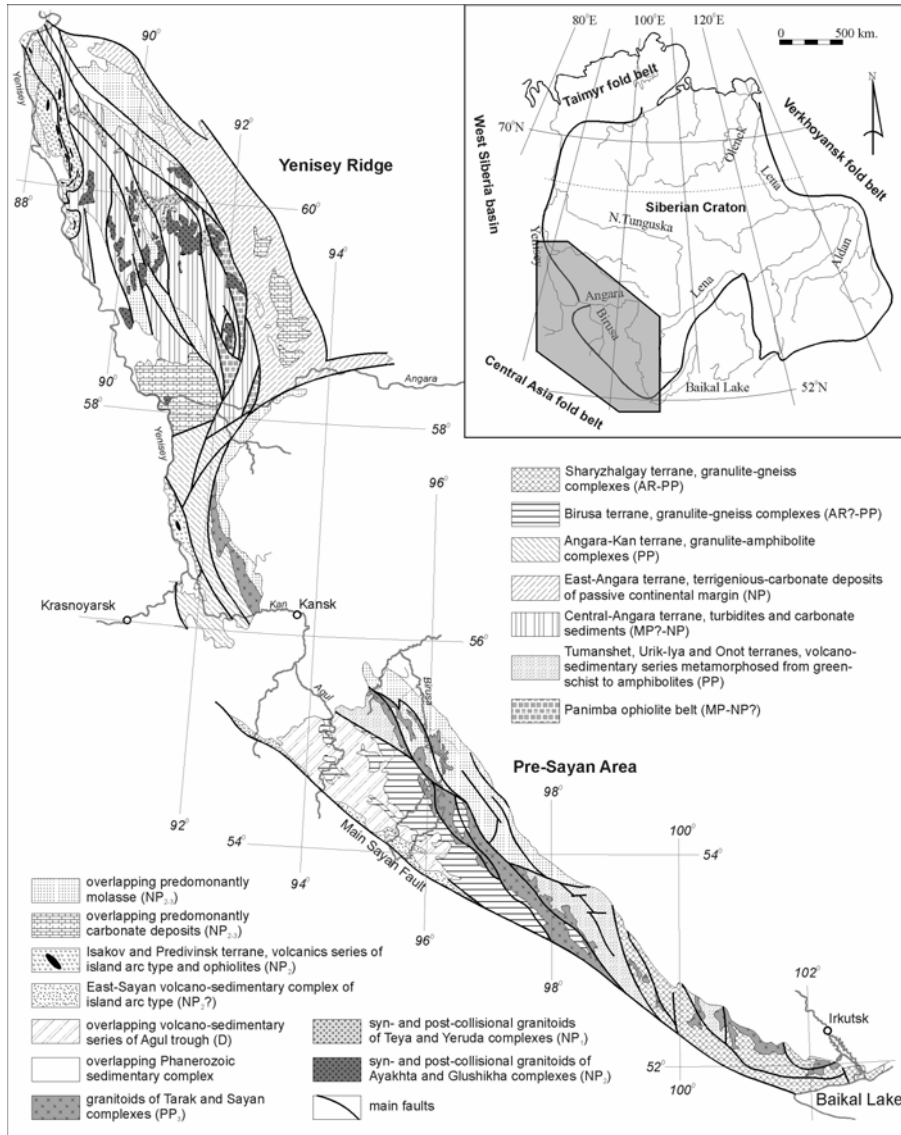 90°
Yenisey
92°
Yenisey Ridge
88°
60°
94°
90°
58°
Angara
58°
Yenisey
96°
Krasnoyarsk
Kan
Kansk
56°
Agul
Birusa
Pre-Sayan Area
98°
92°
54°
Main Sayan Fault
100°
54°
94°
96°
98°
102°
Irkutsk
52°
100°
Baikal Lake
80°E
100°E
120°E
0
500 km.
Taimyr fold belt
N
70°N
West Siberia basin
Verkhoyansk fold belt
Olenek
Lena
Siberian Craton
N.Tunguska
Yenisey
Aldan
Lena
Angara
Birusa
Central Asia fold belt
Baikal Lake
52°N
Sharyzhalgay terrane, granulite-gneiss
complexes (AR-PP)
Birusa terrane, granulite-gneiss complexes (AR?-PP)
Angara-Kan terrane, granulite-amphibolite
complexes (PP)
East-Angara terrane, terrigenious-carbonate deposits
of passive continental margin (NP)
Central-Angara terrane, turbidites and carbonate
sediments (MP?-NP)
Tumanshet, Urik-Iya and Onot terranes, volcano-
sedimentary series metamorphosed from green-
schist to amphibolites (PP)
Panimba ophiolite belt (MP-NP?)
overlapping predomonantly
molasse (NP₂₋₃)
overlapping predomonantly
carbonate deposits (NP₂₋₃)
Isakov and Predivinsk terrane, volcanics series of
island arc type and ophiolites (NP₂)
East-Sayan volcano-sedimentary complex of
island arc type (NP₂?)
overlapping volcano-sedimentary
series of Agul trough (D)
overlapping Phanerozoic
sedimentary complex
granitoids of Tarak and Sayan
complexes (PP₃)
syn- and post-collisional granitoids
of Teya and Yeruda complexes (NP₁)
syn- and post-collisional granitoids of
Ayakhta and Glushikha complexes (NP₂)
main faults